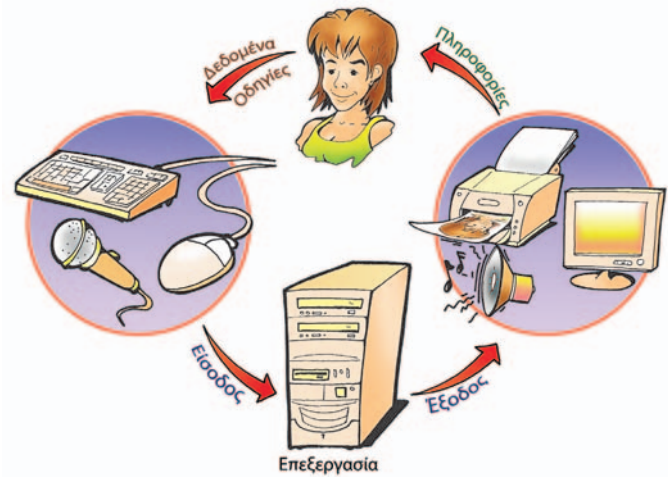 Δεδομένα
Οδηγίες
Πληροφορίες
Είσοδος
Έξοδος
Επεξεργασία